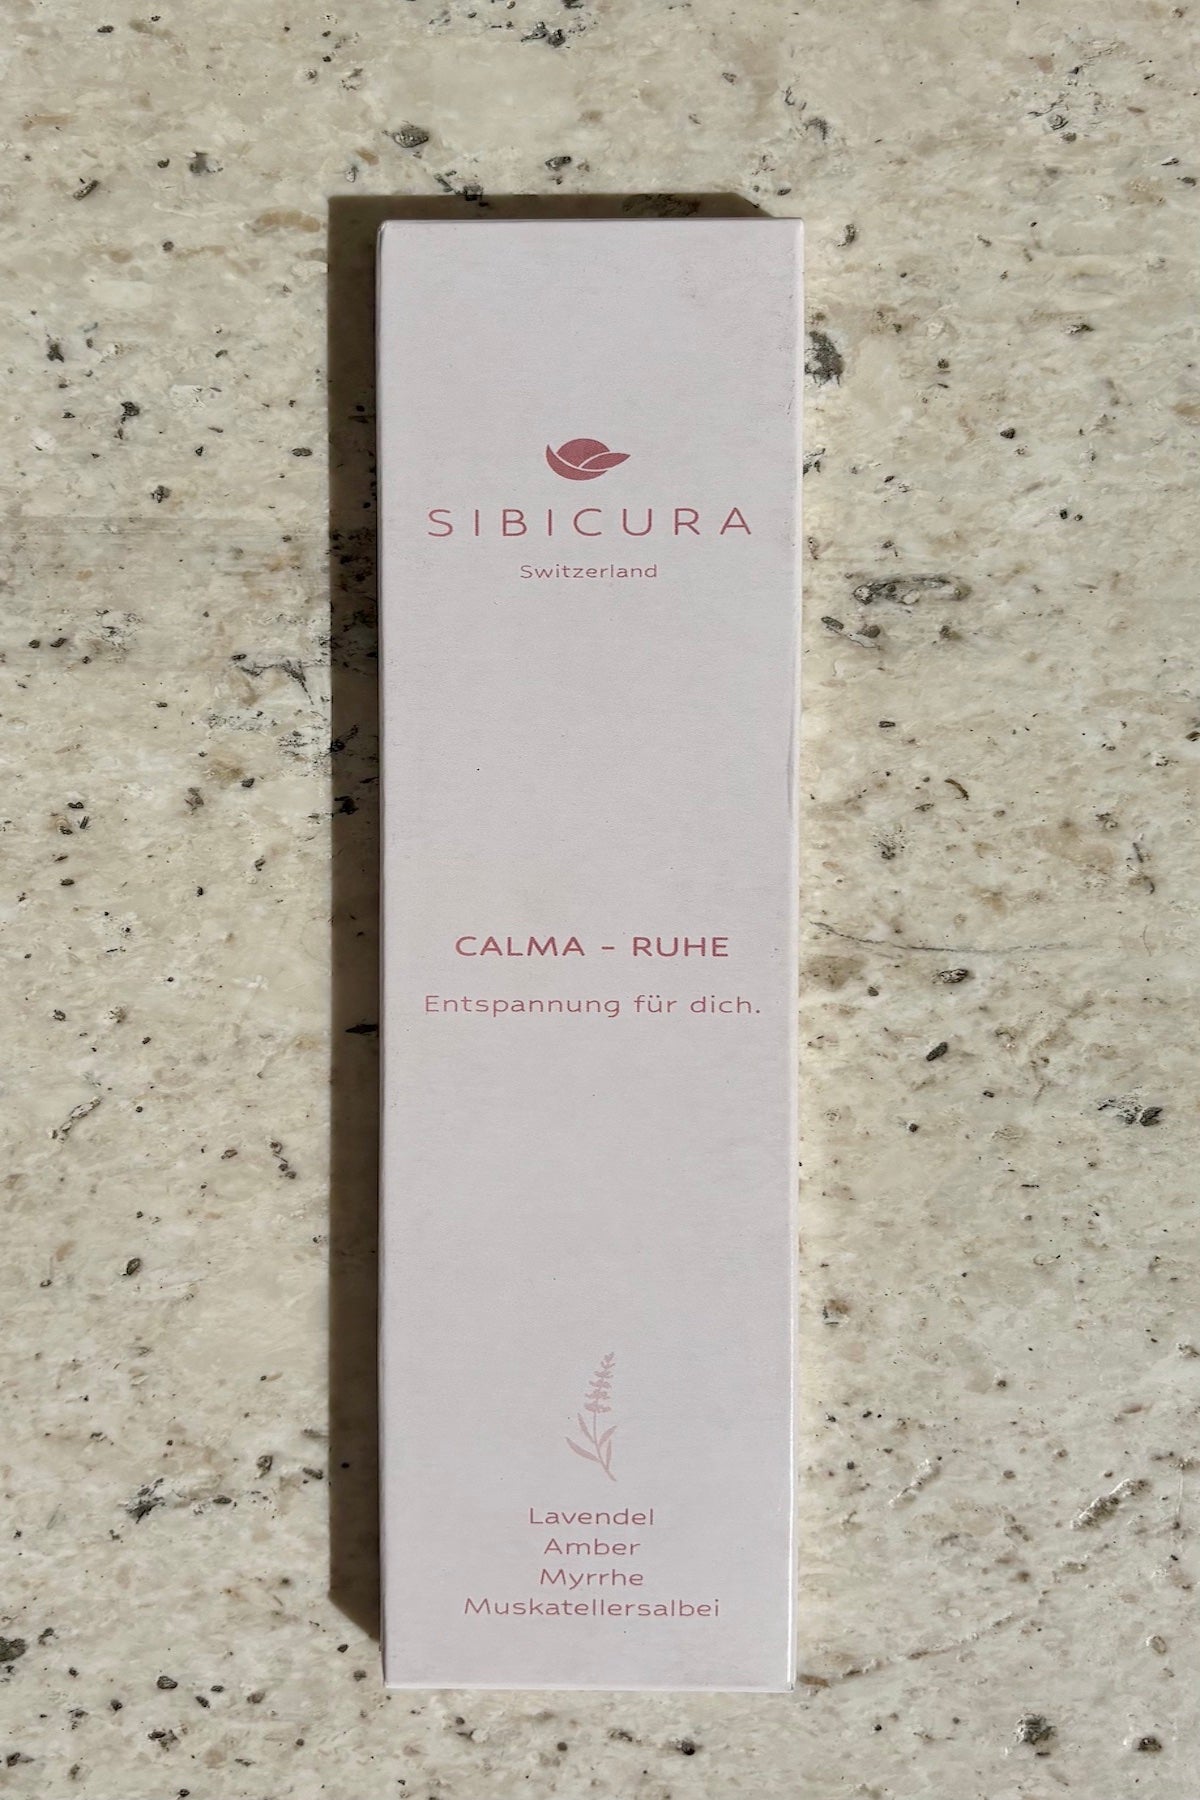 SIBICURA
Switzerland
CALMA - RUHE
Entspannung für dich.
Lavendel
Amber
Myrrhe
Muskatellersalbei